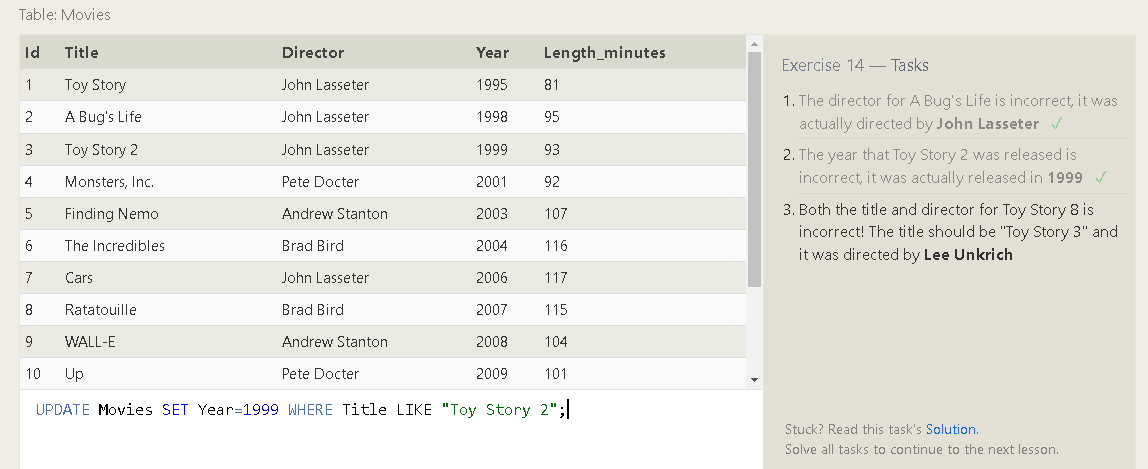 Table: Movies
Id Title Director Year Length_minutes
1 Toy Story John Lasseter 1995 81
2 A Bug's Life John Lasseter 1998 95
3 Toy Story 2 John Lasseter 1999 93
4 Monsters, Inc. Pete Docter 2001 92
5 Finding Nemo Andrew Stanton 2003 107
6 The Incredibles Brad Bird 2004 116
7 Cars John Lasseter 2006 117
8 Ratatouille Brad Bird 2007 115
9 WALL-E Andrew Stanton 2008 104
10 Up Pete Docter 2009 101
UPDATE Movies SET Year=1999 WHERE Title LIKE "Toy Story 2";
Exercise 14 — Tasks
1. The director for A Bug's Life is incorrect, it was
actually directed by John Lasseter ✓
2. The year that Toy Story 2 was released is
incorrect, it was actually released in 1999 ✓
3. Both the title and director for Toy Story 8 is
incorrect! The title should be "Toy Story 3" and
it was directed by Lee Unkrich
Stuck? Read this task's Solution.
Solve all tasks to continue to the next lesson.